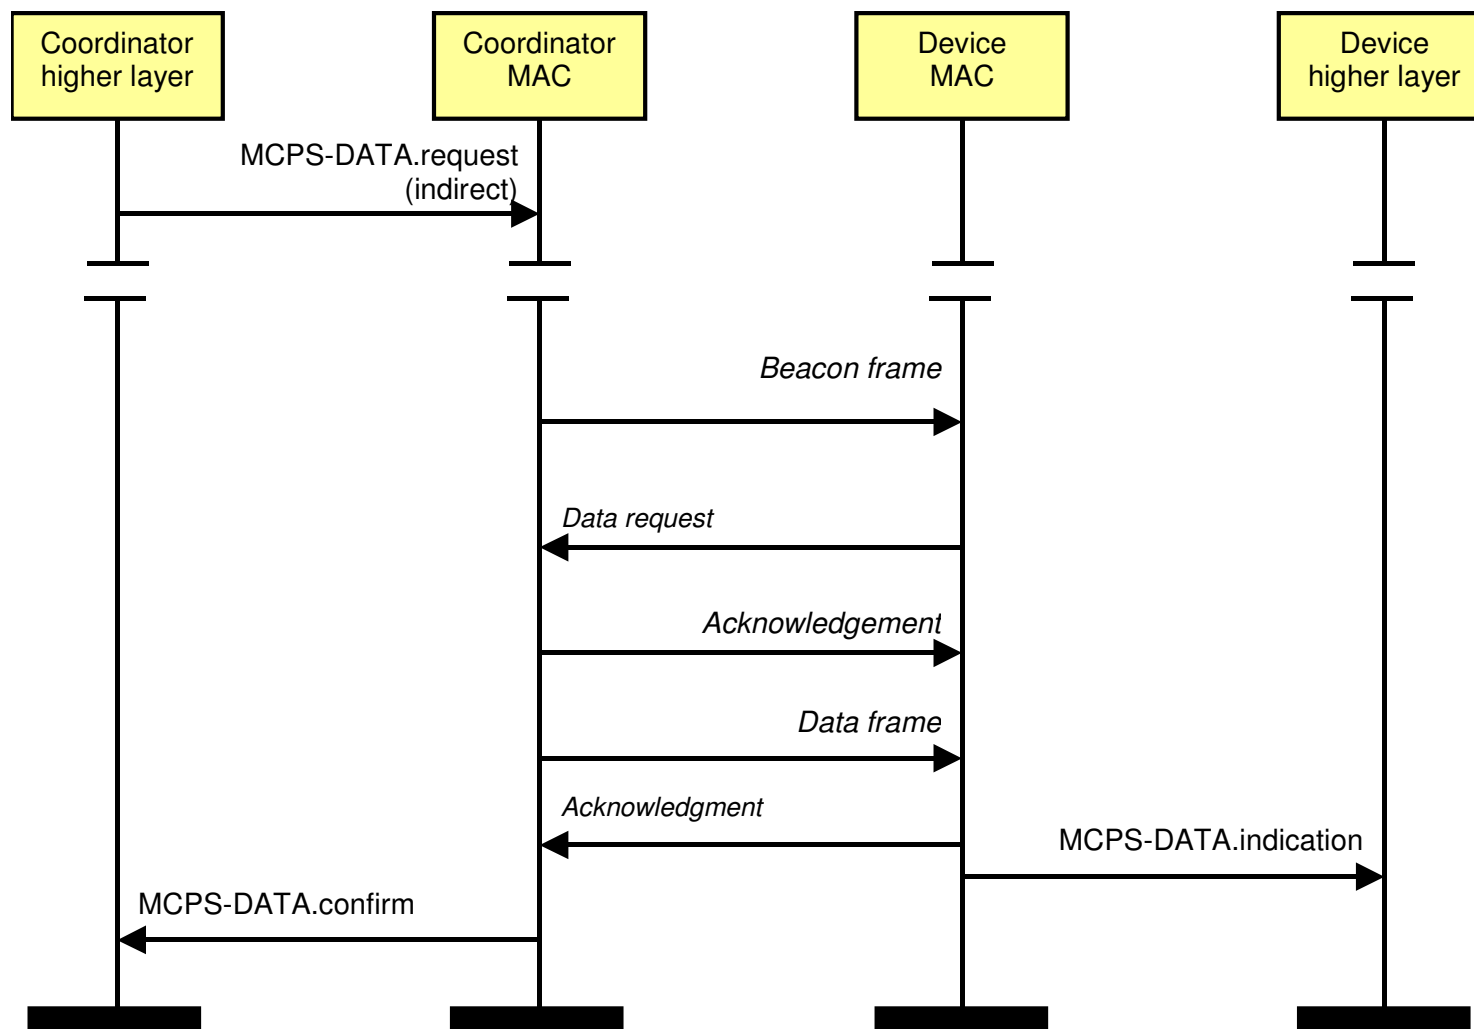 Coordinator
higher layer
Coordinator
MAC
Device
MAC
Device
higher layer
MCPS-DATA.request
(indirect)
Beacon frame
Data request
Acknowledgement
Data frame
Acknowledgment
MCPS-DATA.indication
MCPS-DATA.confirm